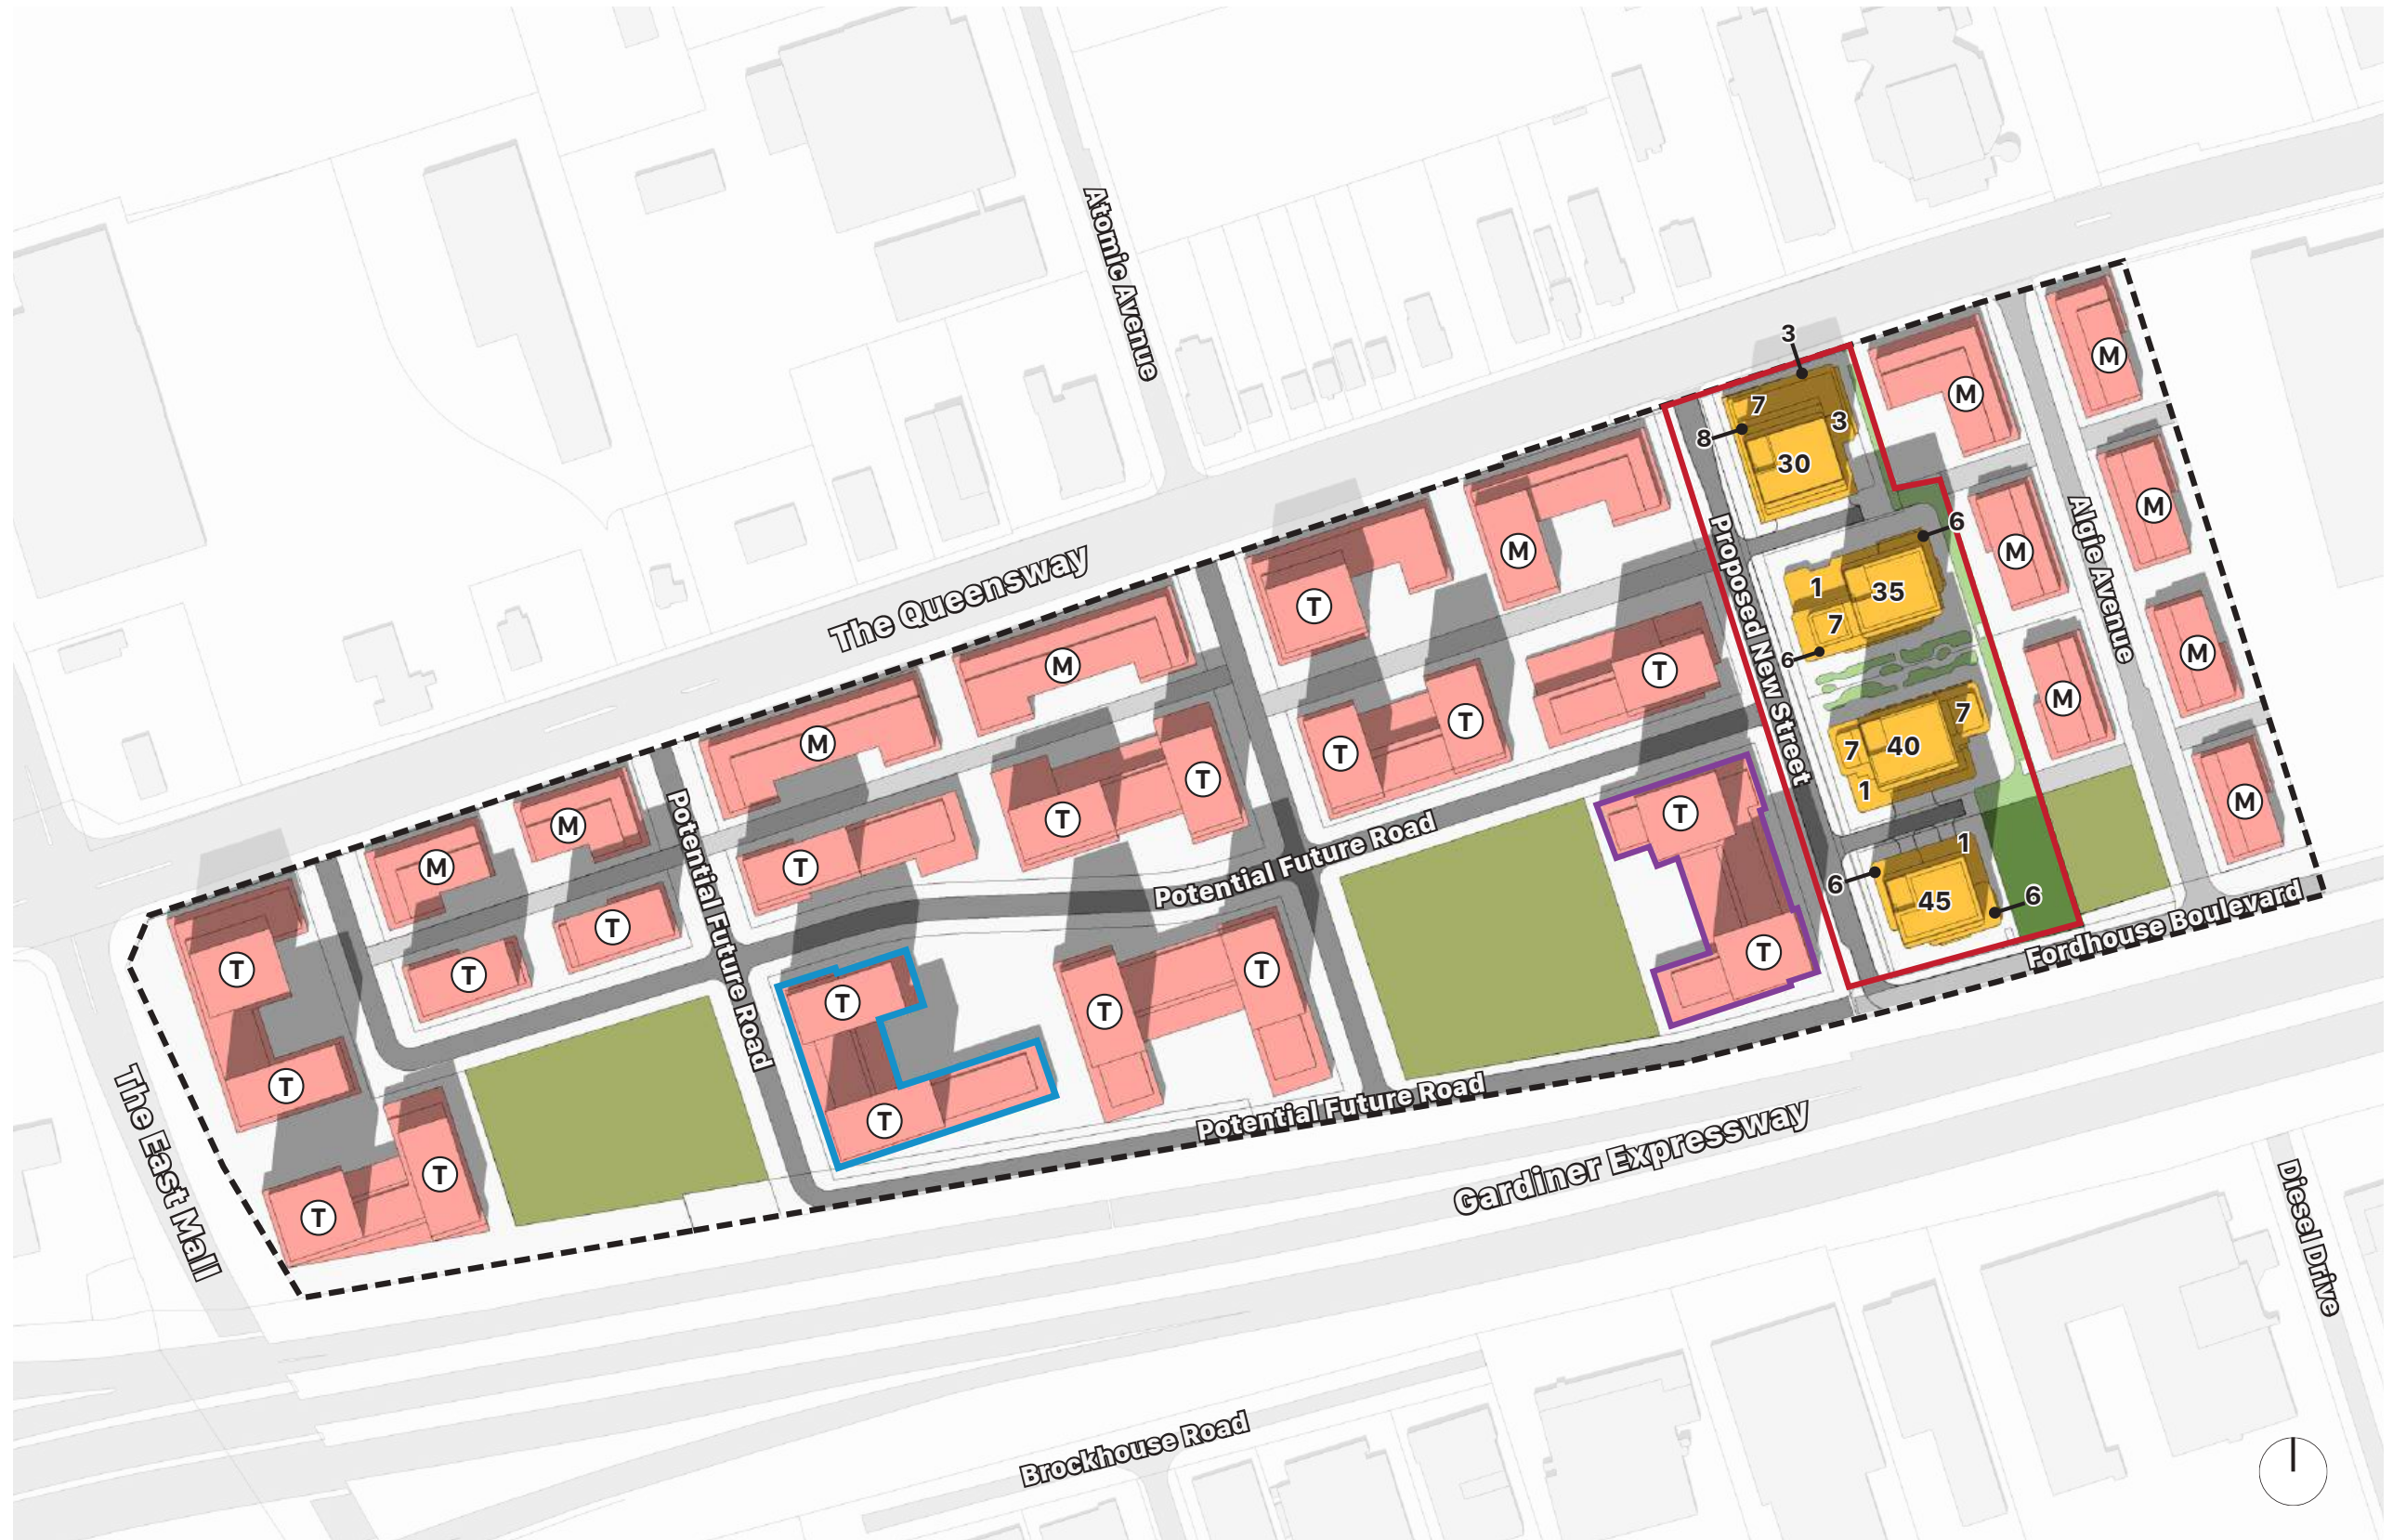 Atomic Avenue
3
7
3
8
30
M
M
6
1
35
7
6
M
M
Algie Avenue
The Queensway
T
M
Proposed New Street
T
T
T
M
M
M
7
7
40
1
M
M
M
M
T
T
T
T
T
Potential Future Road
Potential Future Road
T
T
1
6
45
6
Fordhouse Boulevard
M
M
T
T
T
T
T
T
T
T
T
T
T
The East Mall
Potential Future Road
Gardiner Expressway
Diesel Drive
Brockhouse Road